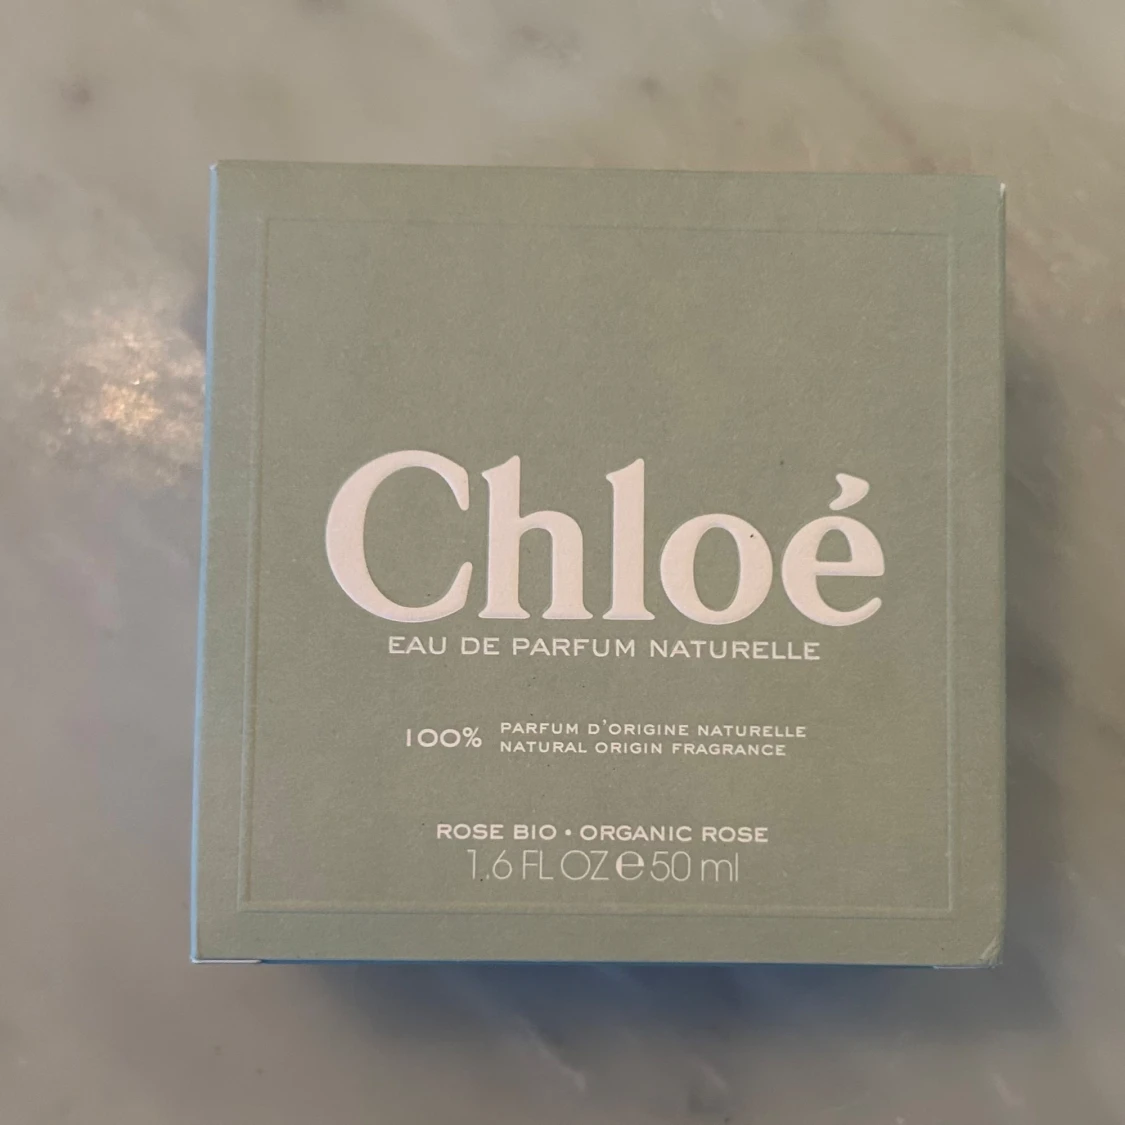 Chloé
EAU DE PARFUM NATURELLE
100% PARFUM D'ORIGINE NATURELLE
NATURAL ORIGIN FRAGRANCE
ROSE BIO • ORGANIC ROSE
1.6 FL OZ ℮ 50 ml